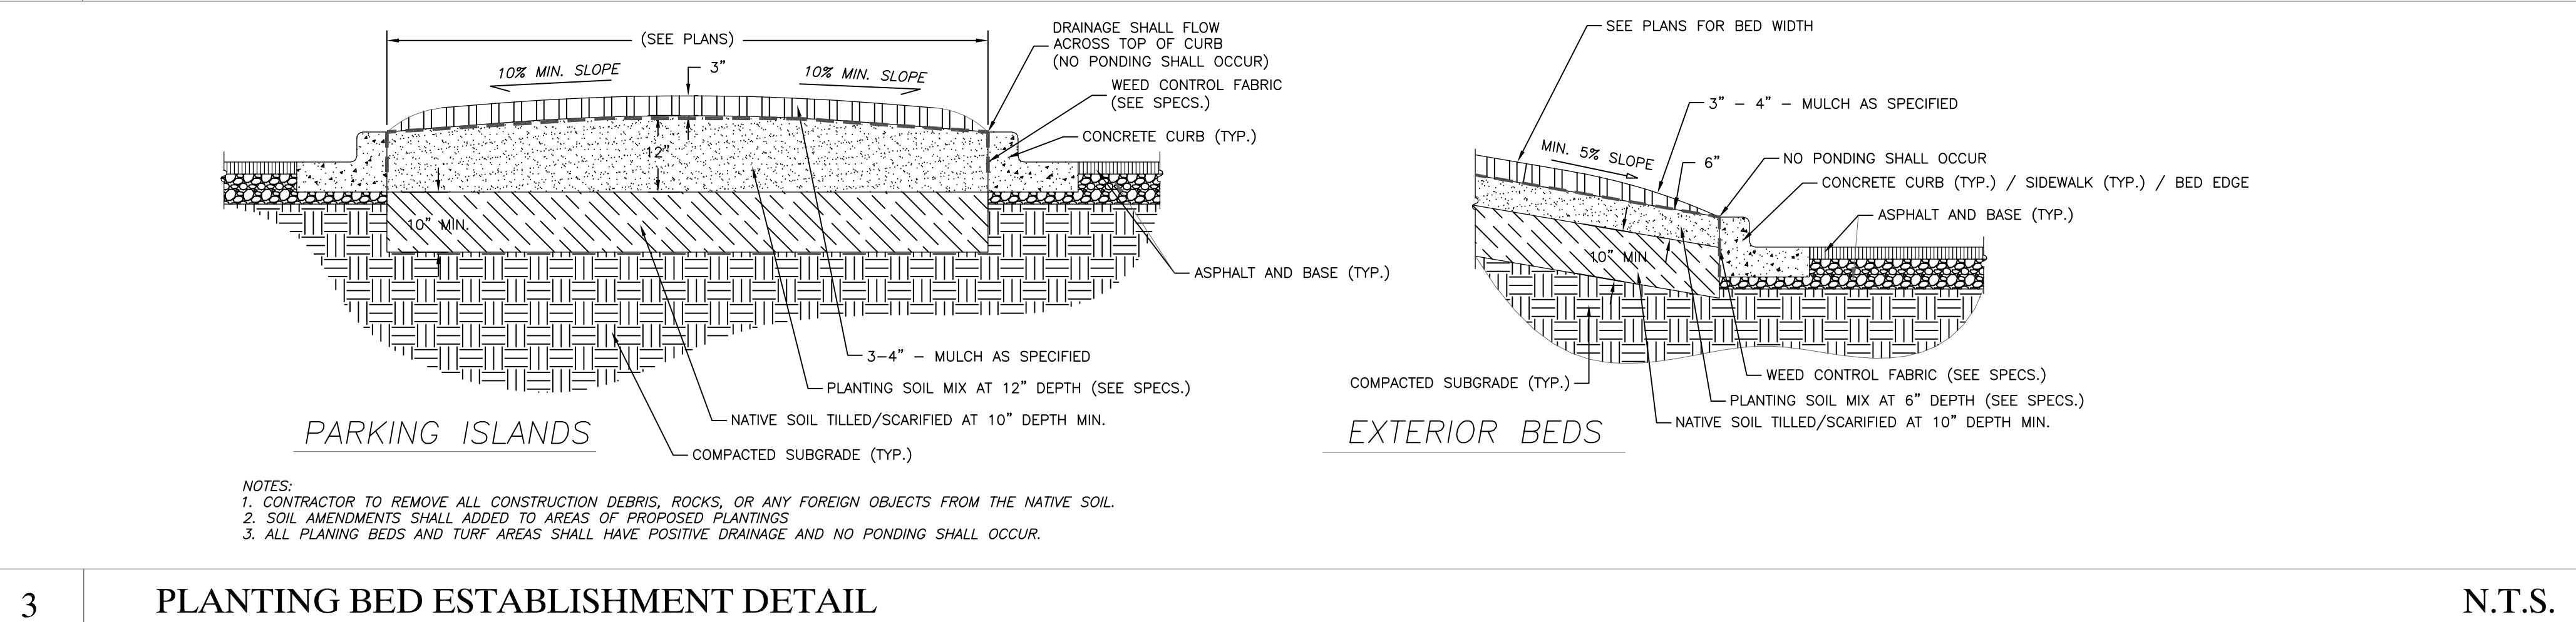 (SEE PLANS)
10% MIN. SLOPE
3"
10% MIN. SLOPE
DRAINAGE SHALL FLOW
ACROSS TOP OF CURB
(NO PONDING SHALL OCCUR)
WEED CONTROL FABRIC
(SEE SPECS.)
CONCRETE CURB (TYP.)
12"
10" MIN.
ASPHALT AND BASE (TYP.)
3-4" - MULCH AS SPECIFIED
PLANTING SOIL MIX AT 12" DEPTH (SEE SPECS.)
NATIVE SOIL TILLED/SCARIFIED AT 10" DEPTH MIN.
COMPACTED SUBGRADE (TYP.)
PARKING ISLANDS
SEE PLANS FOR BED WIDTH
3" - 4" - MULCH AS SPECIFIED
MIN. 5% SLOPE
6"
NO PONDING SHALL OCCUR
CONCRETE CURB (TYP.) / SIDEWALK (TYP.) / BED EDGE
ASPHALT AND BASE (TYP.)
10" MIN.
COMPACTED SUBGRADE (TYP.)
WEED CONTROL FABRIC (SEE SPECS.)
PLANTING SOIL MIX AT 6" DEPTH (SEE SPECS.)
NATIVE SOIL TILLED/SCARIFIED AT 10" DEPTH MIN.
EXTERIOR BEDS
NOTES:
1. CONTRACTOR TO REMOVE ALL CONSTRUCTION DEBRIS, ROCKS, OR ANY FOREIGN OBJECTS FROM THE NATIVE SOIL.
2. SOIL AMENDMENTS SHALL ADDED TO AREAS OF PROPOSED PLANTINGS
3. ALL PLANING BEDS AND TURF AREAS SHALL HAVE POSITIVE DRAINAGE AND NO PONDING SHALL OCCUR.
3
PLANTING BED ESTABLISHMENT DETAIL
N.T.S.